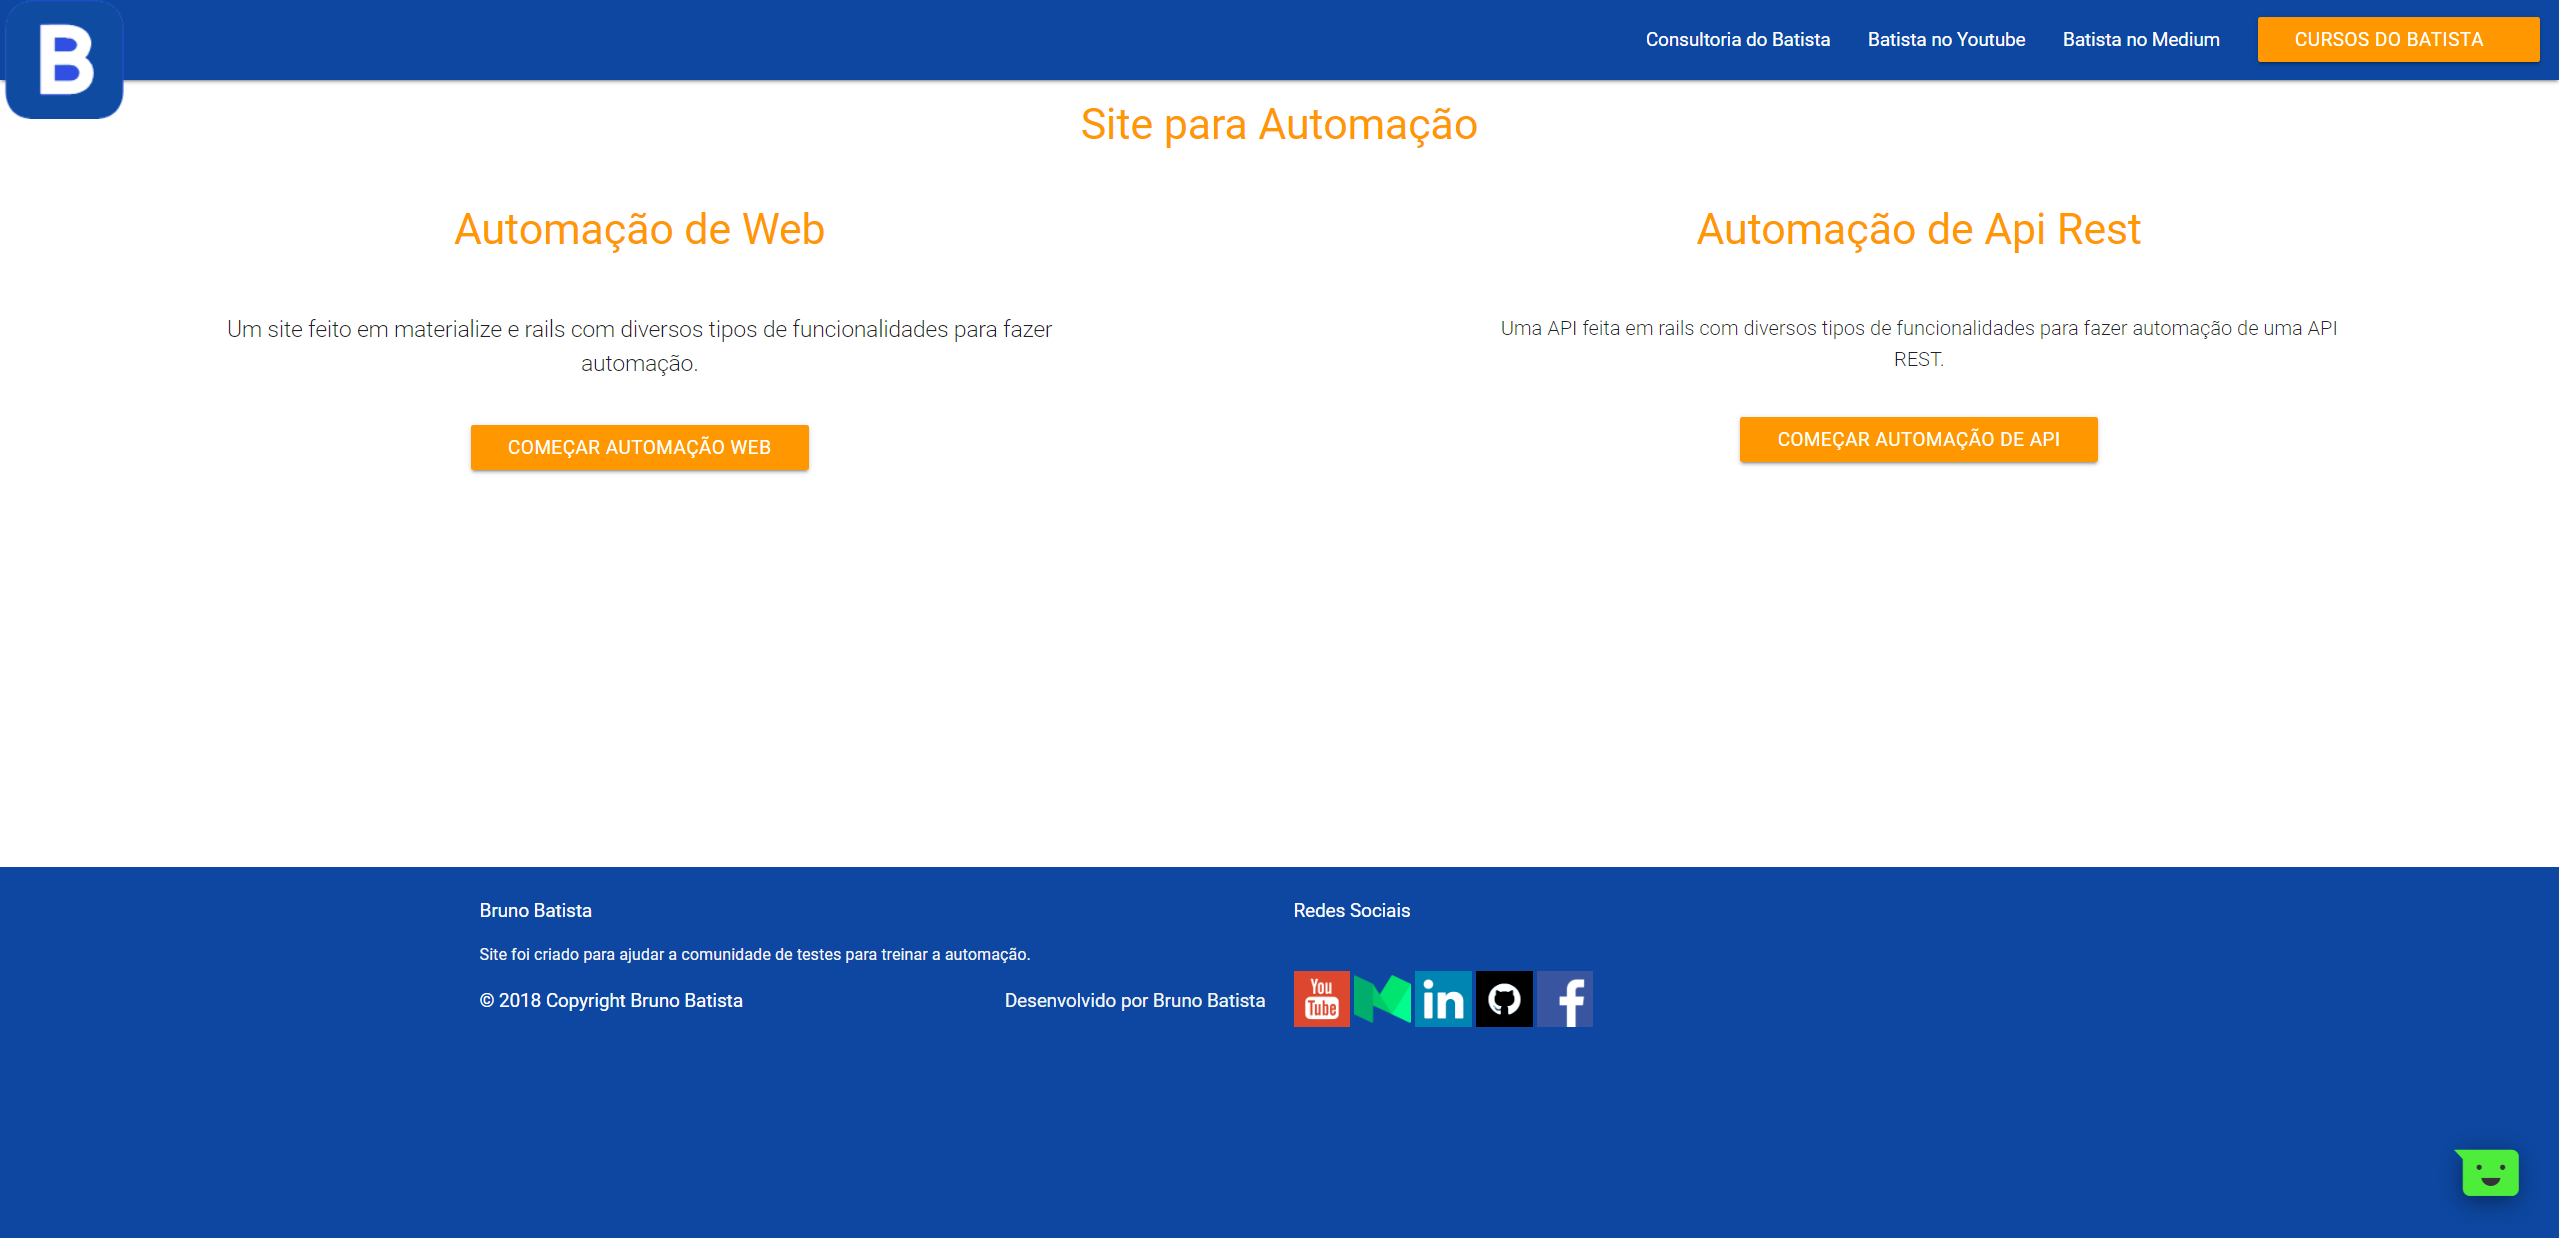 B
Consultoria do Batista
Batista no Youtube
Batista no Medium
CURSOS DO BATISTA
Site para Automação
Automação de Web
Um site feito em materialize e rails com diversos tipos de funcionalidades para fazer
automação.
COMEÇAR AUTOMAÇÃO WEB
Automação de Api Rest
Uma API feita em rails com diversos tipos de funcionalidades para fazer automação de uma API
REST.
COMEÇAR AUTOMAÇÃO DE API
Bruno Batista
Site foi criado para ajudar a comunidade de testes para treinar a automação.
© 2018 Copyright Bruno Batista
Desenvolvido por Bruno Batista
Redes Sociais
You
Tube
in
f